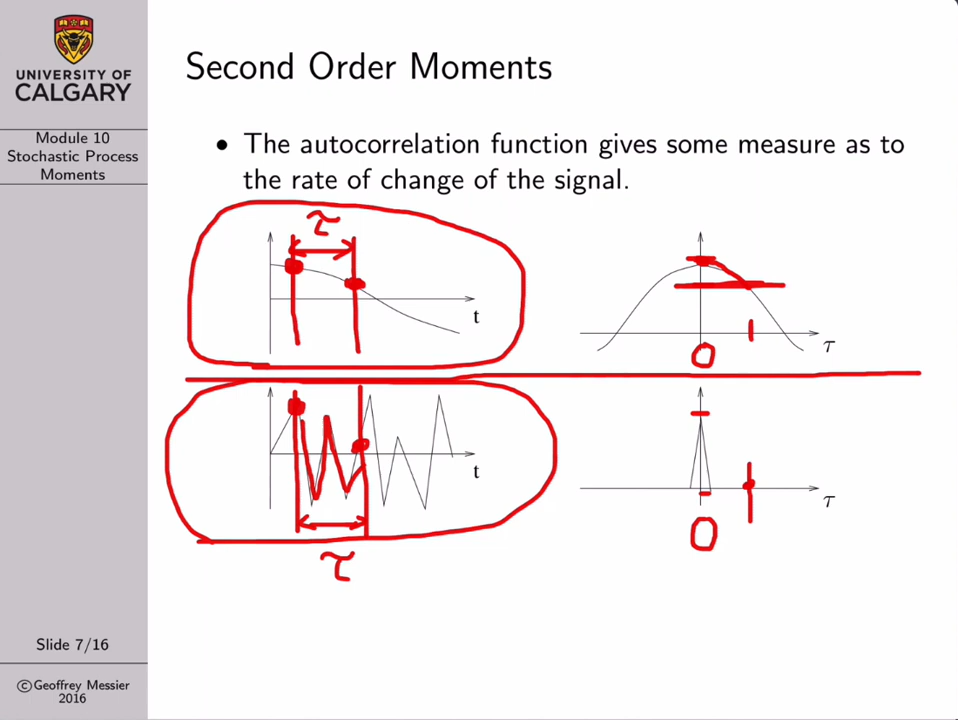 UNIVERSITY OF
CALGARY
Module 10
Stochastic Process
Moments
Second Order Moments
• The autocorrelation function gives some measure as to
the rate of change of the signal.
τ
t
0
τ
t
τ
0
τ
Slide 7/16
©Geoffrey Messier
2016